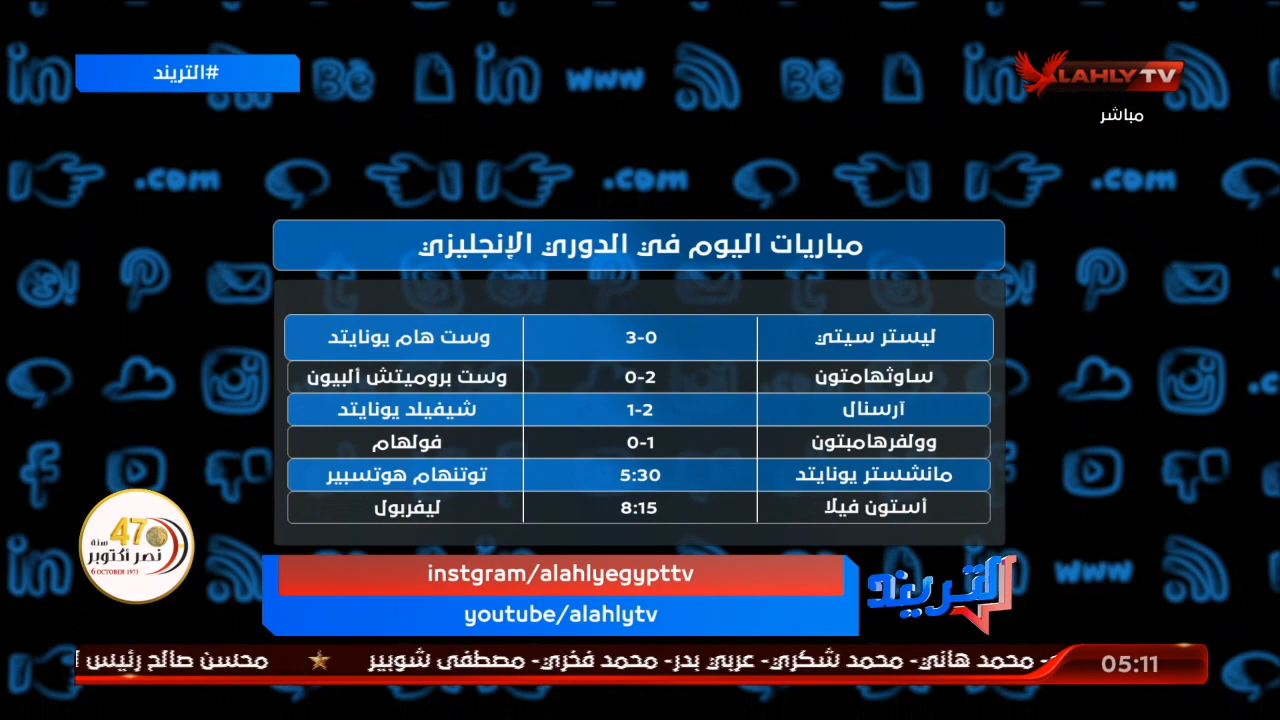 #التريند
ALAHLY TV
مباشر
مباريات اليوم في الدوري الإنجليزي
ليستر سيتي 3-0 وست هام يونايتد
ساوثهامتون 0-2 وست بروميتش ألبيون
آرسنال 1-2 شيفيلد يونايتد
وولفرهامبتون 0-1 فولهام
مانشستر يونايتد 5:30 توتنهام هوتسبير
أستون فيلا 8:15 ليفربول
47 سنة
نصر أكتوبر
6 OCTOBER 1973
instgram/alahlyegypttv
youtube/alahlytv
التريند
- محمد هاني- محمد شكري- عربي بدر- محمد فخري- مصطفى شوبير ★ محسن صالح رئيس
05:11